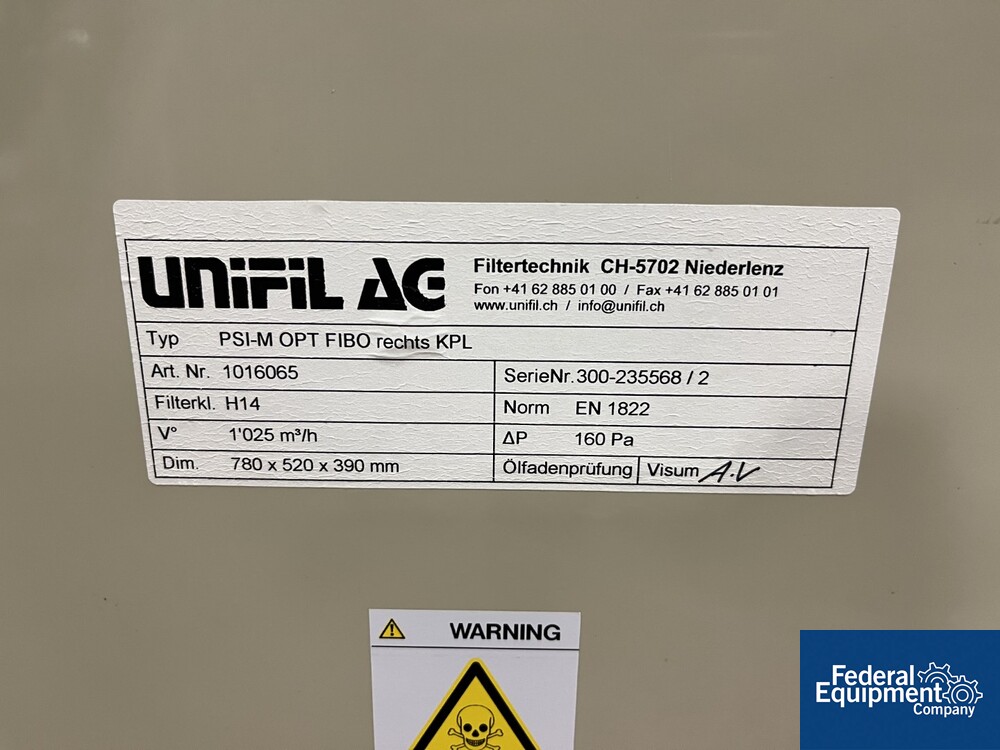 UNIFIL AG
Filtertechnik CH-5702 Niederlenz
Fon +41 62 885 01 00 / Fax +41 62 885 01 01
www.unifil.ch / info@unifil.ch
Typ PSI-M OPT FIBO rechts KPL
Art. Nr. 1016065
SerieNr. 300-235568 / 2
Filterkl. H14
Norm EN 1822
V° 1'025 m³/h
ΔP 160 Pa
Dim. 780 x 520 x 390 mm
Ölfadenprüfung Visum A.V
WARNING
Federal
Equipment
Company